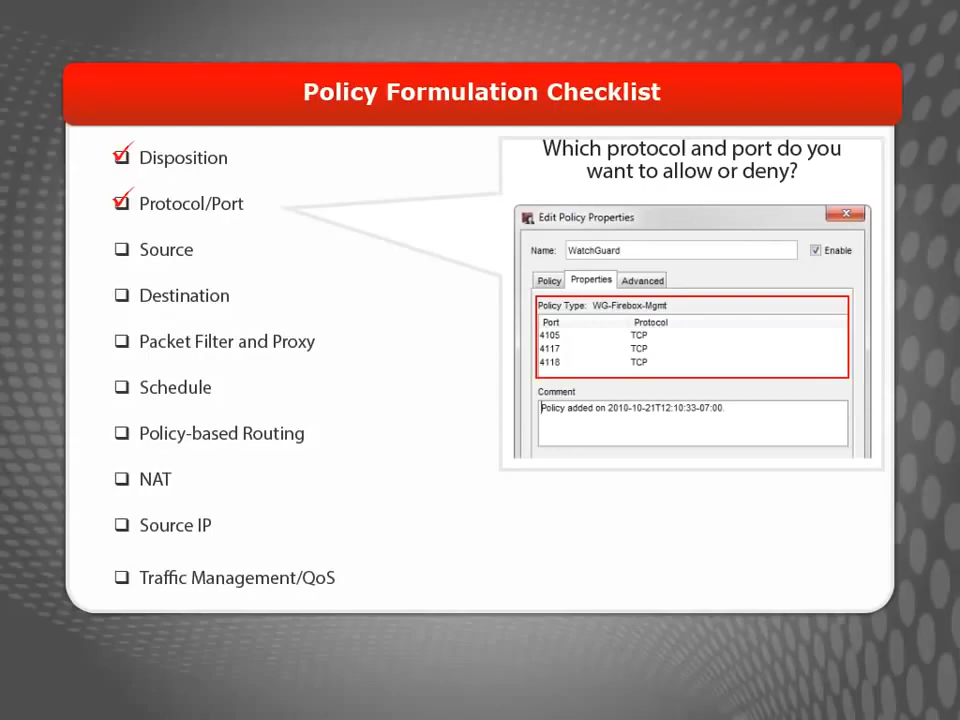 Policy Formulation Checklist
Disposition
Protocol/Port
Source
Destination
Packet Filter and Proxy
Schedule
Policy-based Routing
NAT
Source IP
Traffic Management/QoS
Which protocol and port do you
want to allow or deny?
Edit Policy Properties
Name: WatchGuard Enable
Policy Properties Advanced
Policy Type: WG-Firebox-Mgmt
Port Protocol
4105 TCP
4117 TCP
4118 TCP
Comment
Policy added on 2010-10-21T12:10:33-07:00.